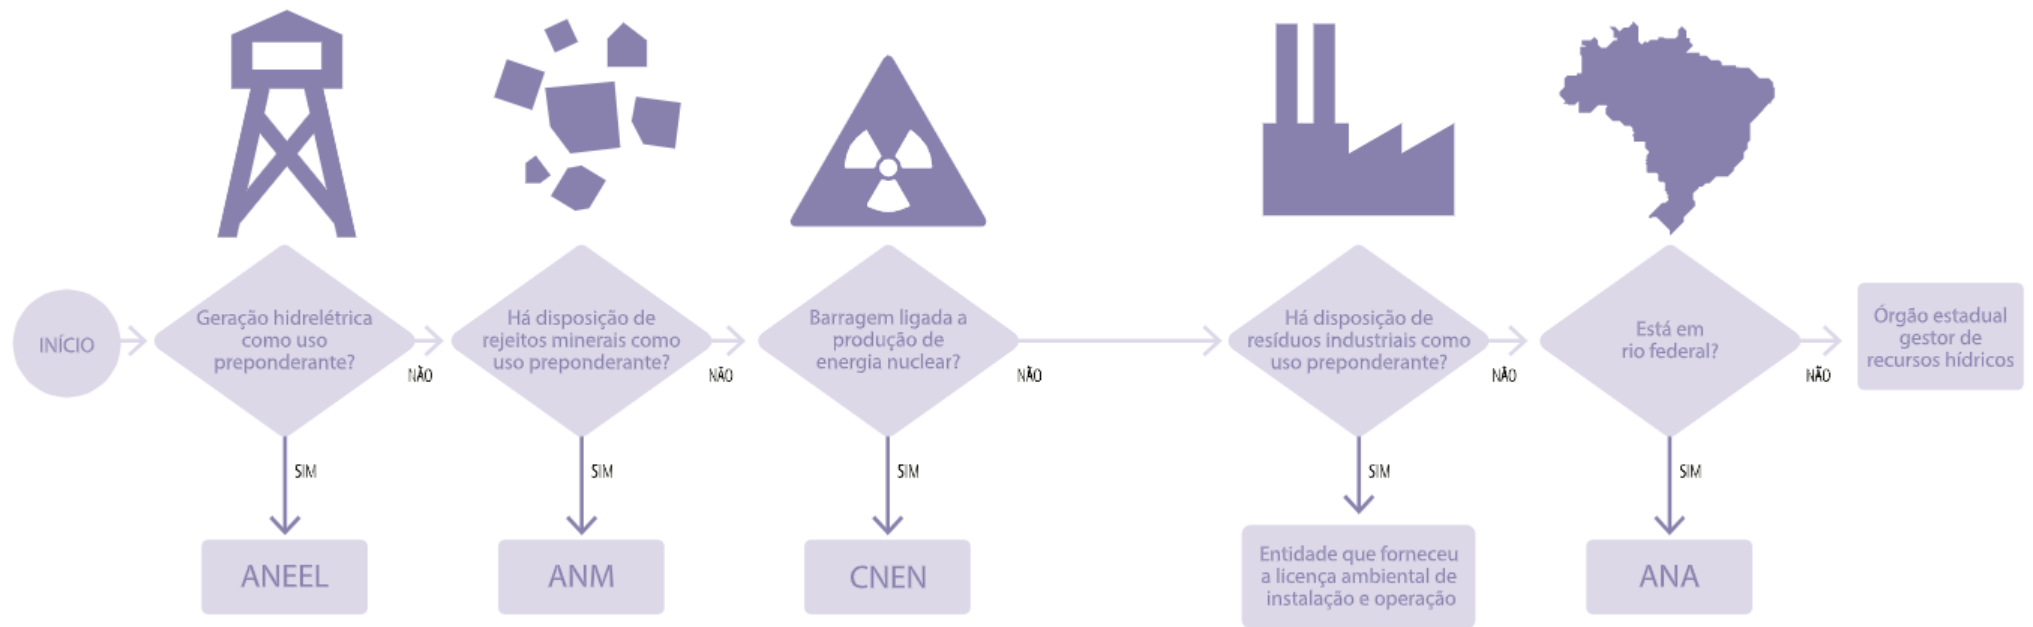 INÍCIO
Geração hidrelétrica
como uso
preponderante?
NÃO
SIM
ANEEL
Há disposição de
rejeitos minerais como
uso preponderante?
NÃO
SIM
ANM
Barragem ligada a
produção de
energia nuclear?
NÃO
SIM
CNEN
Há disposição de
resíduos industriais como
uso preponderante?
NÃO
SIM
Entidade que forneceu
a licença ambiental de
instalação e operação
Está em
rio federal?
NÃO
SIM
ANA
Órgão estadual
gestor de
recursos hídricos